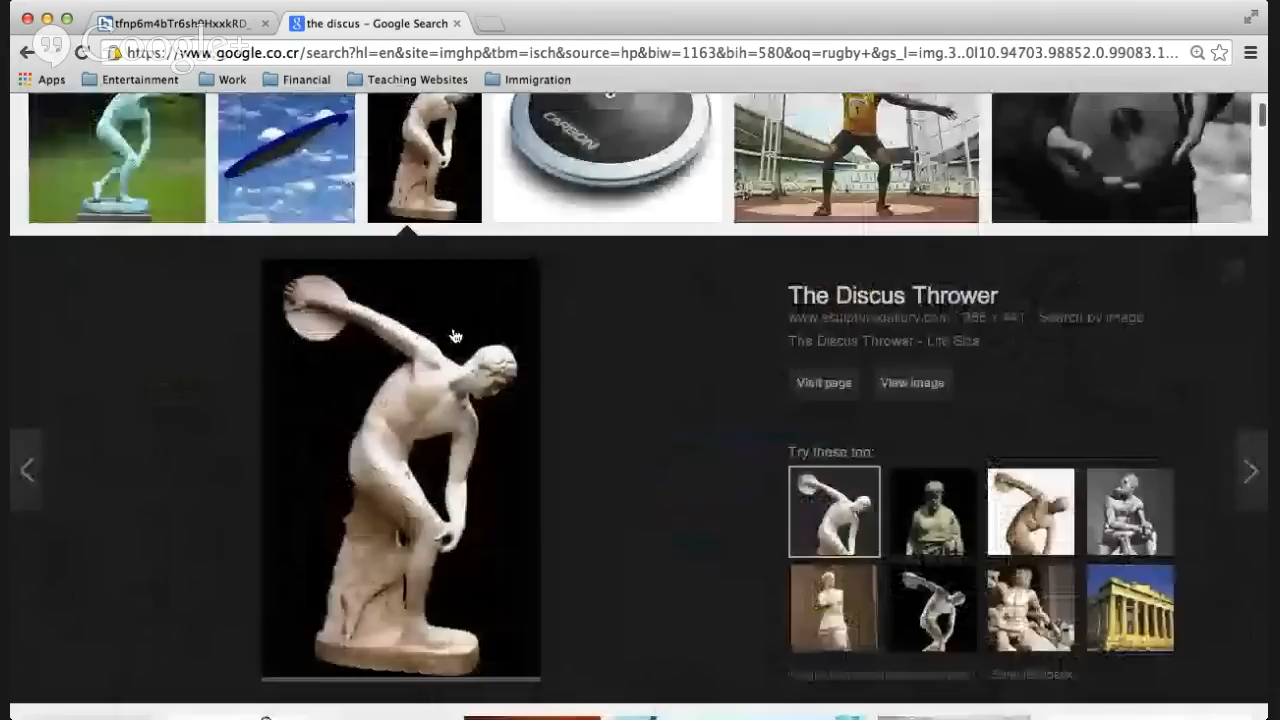 tfnp6m4bTr6sh9HxxkRD_
the discus – Google Search
Google+
https://www.google.co.cr/search?hl=en&site=imghp&tbm=isch&source=hp&biw=1163&bih=580&oq=rugby+&gs_l=img.3..0l10.94703.98852.0.99083.1...
Apps Entertainment Work Financial Teaching Websites Immigration
CARBON
The Discus Thrower
Search by image
The Discus Thrower - Life Size
Visit page View image
Try these too: